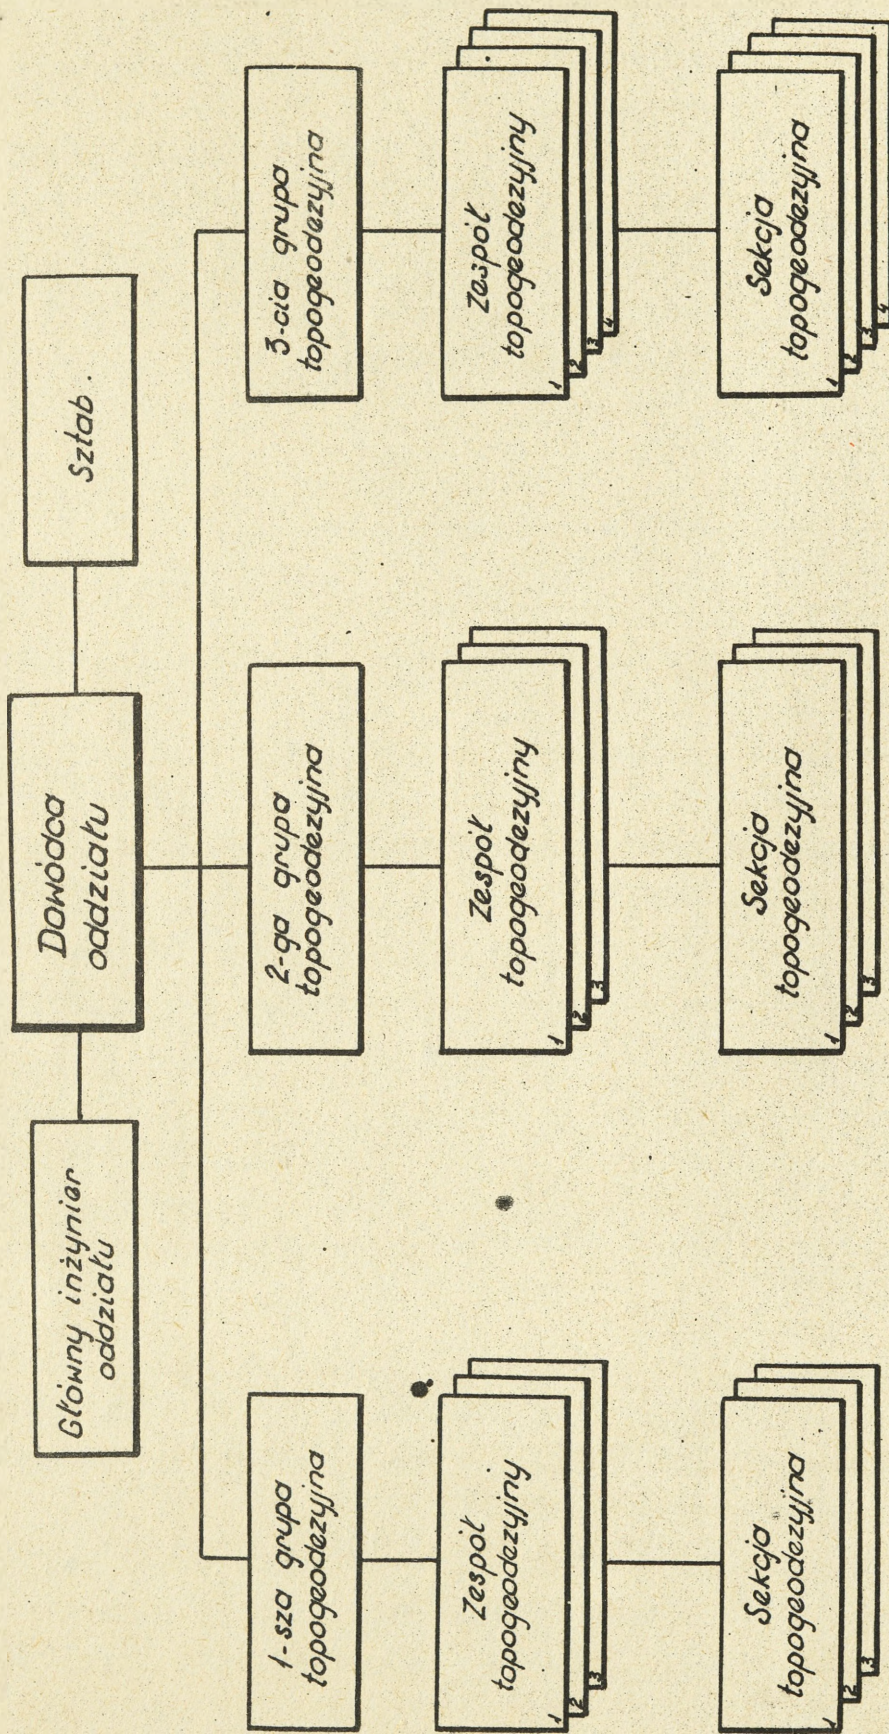 Główny inżynier
oddziału
Dowódca
oddziału
Sztab.
1-sza grupa
topogeodezyjna
2-ga grupa
topogeodezyjna
3-cia grupa
topogeodezyjna
Zespół
topogeodezyjny
1
2
3
Zespół
topogeodezyjny
1
2
3
Zespół
topogeodezyjny
1
2
3
4
Sekcja
topogeodezyjna
1
2
3
Sekcja
topogeodezyjna
1
2
3
Sekcja
topogeodezyjna
1
2
3
4